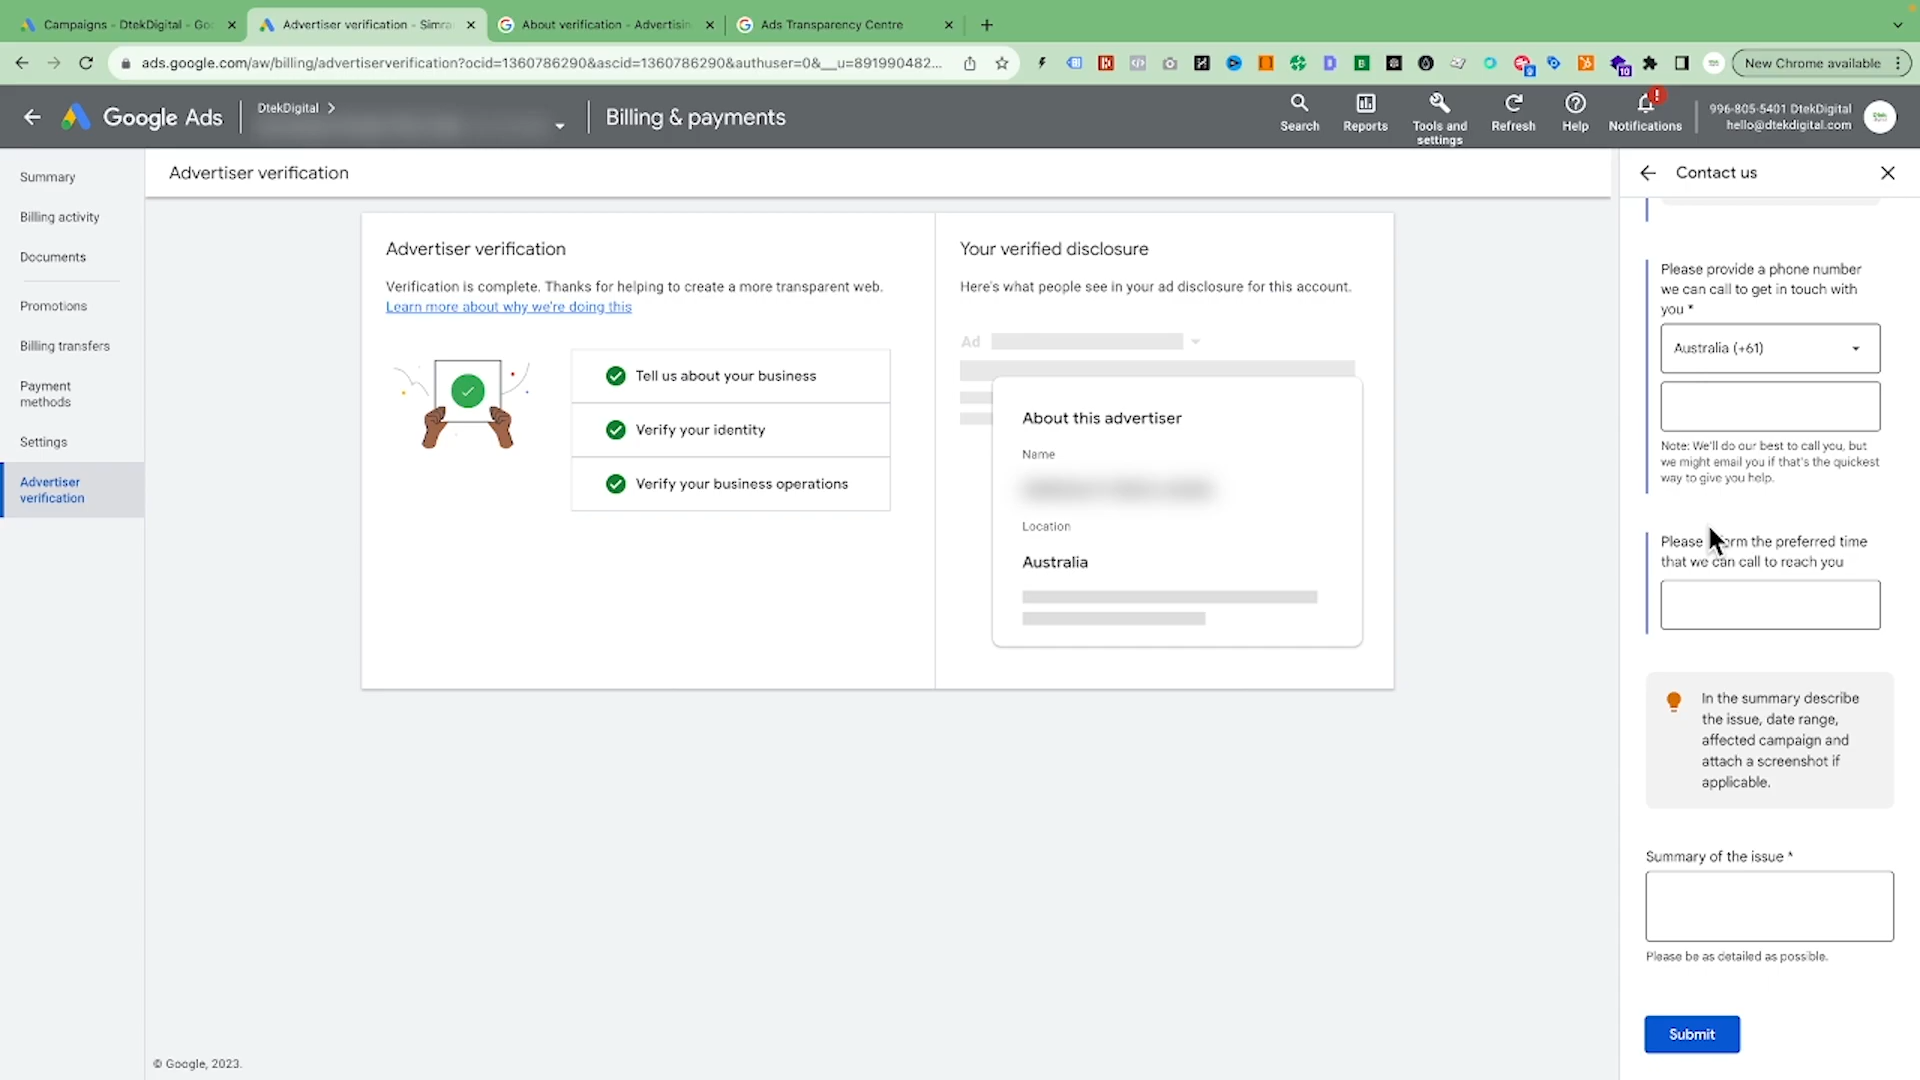 Campaigns - DtekDigital - Goo
Advertiser verification - Simra
About verification - Advertisin
Ads Transparency Centre
ads.google.com/aw/billing/advertiserverification?ocid=1360786290&ascid=1360786290&authuser=0&__u=891990482...
New Chrome available
Google Ads
DtekDigital
Billing & payments
Search
Reports
Tools and
settings
Refresh
Help
Notifications
996-805-5401 DtekDigital
hello@dtekdigital.com
Summary
Billing activity
Documents
Promotions
Billing transfers
Payment
methods
Settings
Advertiser
verification
Advertiser verification
Advertiser verification
Verification is complete. Thanks for helping to create a more transparent web.
Learn more about why we're doing this
Tell us about your business
Verify your identity
Verify your business operations
Your verified disclosure
Here's what people see in your ad disclosure for this account.
Ad
About this advertiser
Name
Location
Australia
Contact us
Please provide a phone number
we can call to get in touch with
you *
Australia (+61)
Note: We'll do our best to call you, but
we might email you if that's the quickest
way to give you help.
Please the preferred time
that we can call to reach you
In the summary describe
the issue, date range,
affected campaign and
attach a screenshot if
applicable.
Summary of the issue *
Please be as detailed as possible.
Submit
© Google, 2023.